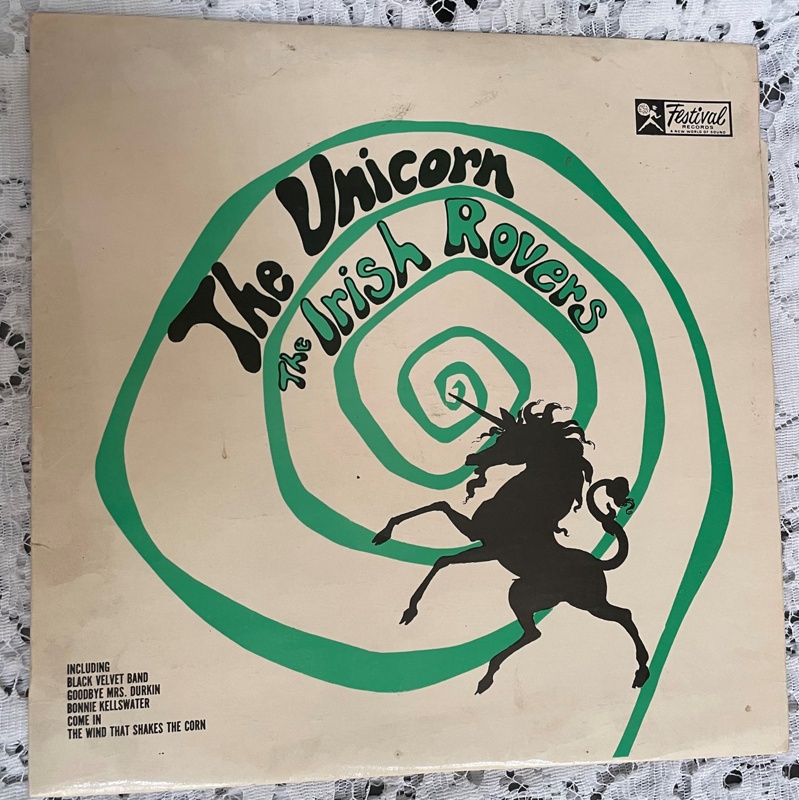 Festival
RECORDS
A NEW WORLD OF SOUND
The Unicorn
The Irish Rovers
INCLUDING
BLACK VELVET BAND
GOODBYE MRS. DURKIN
BONNIE KELLSWATER
COME IN
THE WIND THAT SHAKES THE CORN